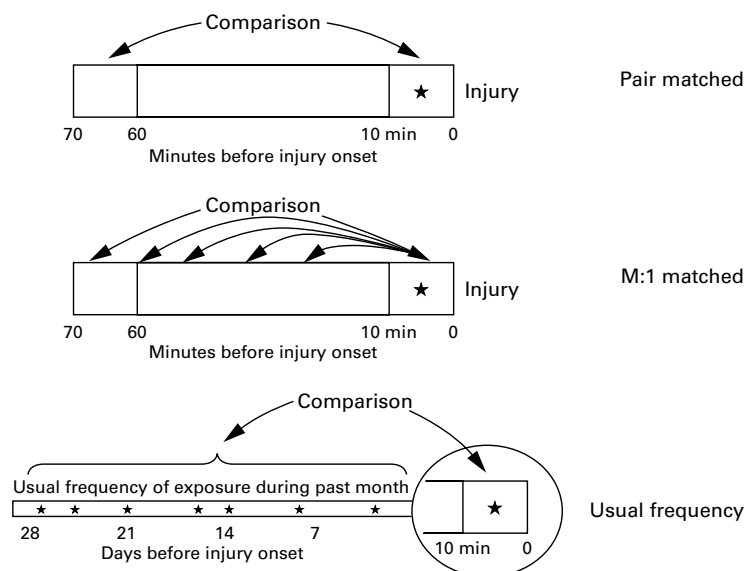 Comparison
Injury
Pair matched
70 60 10 min 0
Minutes before injury onset
Comparison
Injury
M:1 matched
70 60 10 min 0
Minutes before injury onset
Comparison
Usual frequency of exposure during past month
Usual frequency
28 21 14 7
Days before injury onset
10 min 0